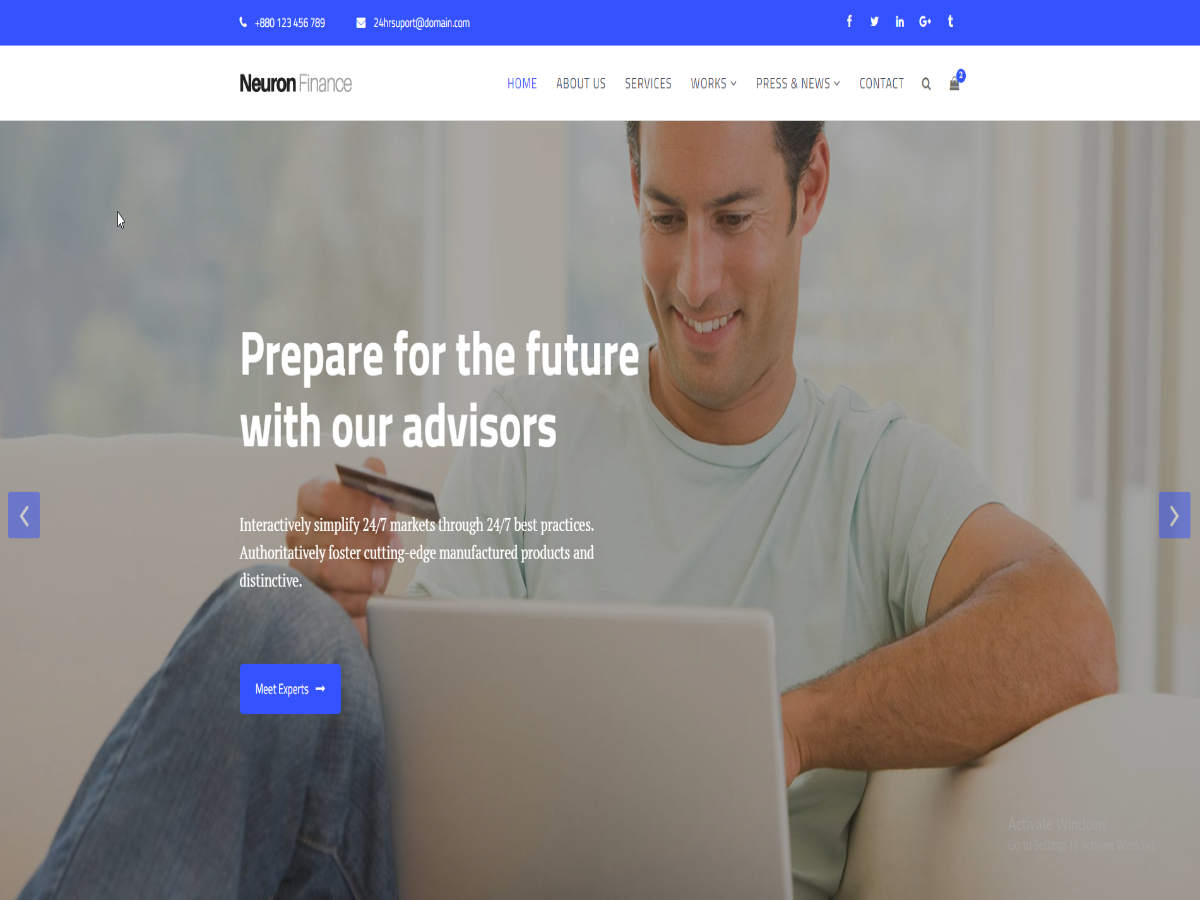 +880 123 456 789 24hrsuport@domain.com
Neuron Finance HOME ABOUT US SERVICES WORKS PRESS & NEWS CONTACT 2
Prepare for the future
with our advisors
Interactively simplify 24/7 markets through 24/7 best practices.
Authoritatively foster cutting-edge manufactured products and
distinctive.
Meet Experts
Activate Windows
Go to Settings to activate Windows.